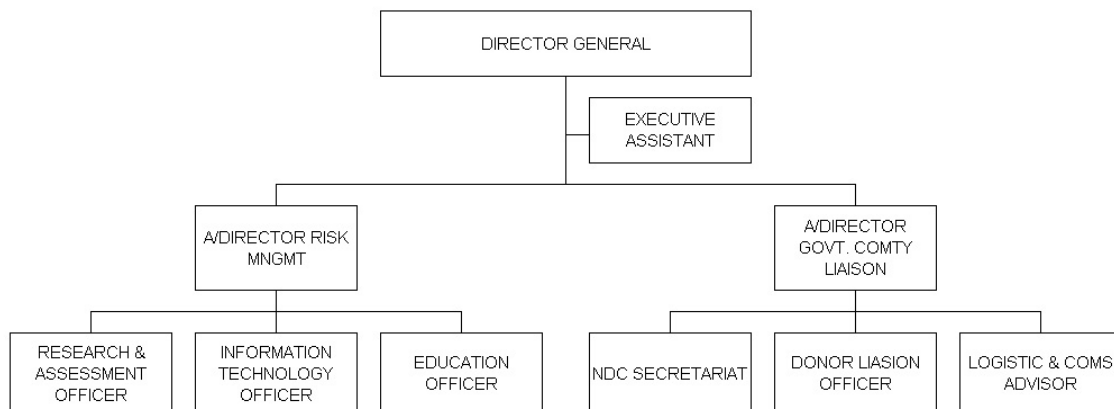 DIRECTOR GENERAL
EXECUTIVE
ASSISTANT
A/DIRECTOR RISK
MNGMT
A/DIRECTOR
GOVT. COMTY
LIAISON
RESEARCH &
ASSESSMENT
OFFICER
INFORMATION
TECHNOLOGY
OFFICER
EDUCATION
OFFICER
NDC SECRETARIAT
DONOR LIASION
OFFICER
LOGISTIC & COMS
ADVISOR